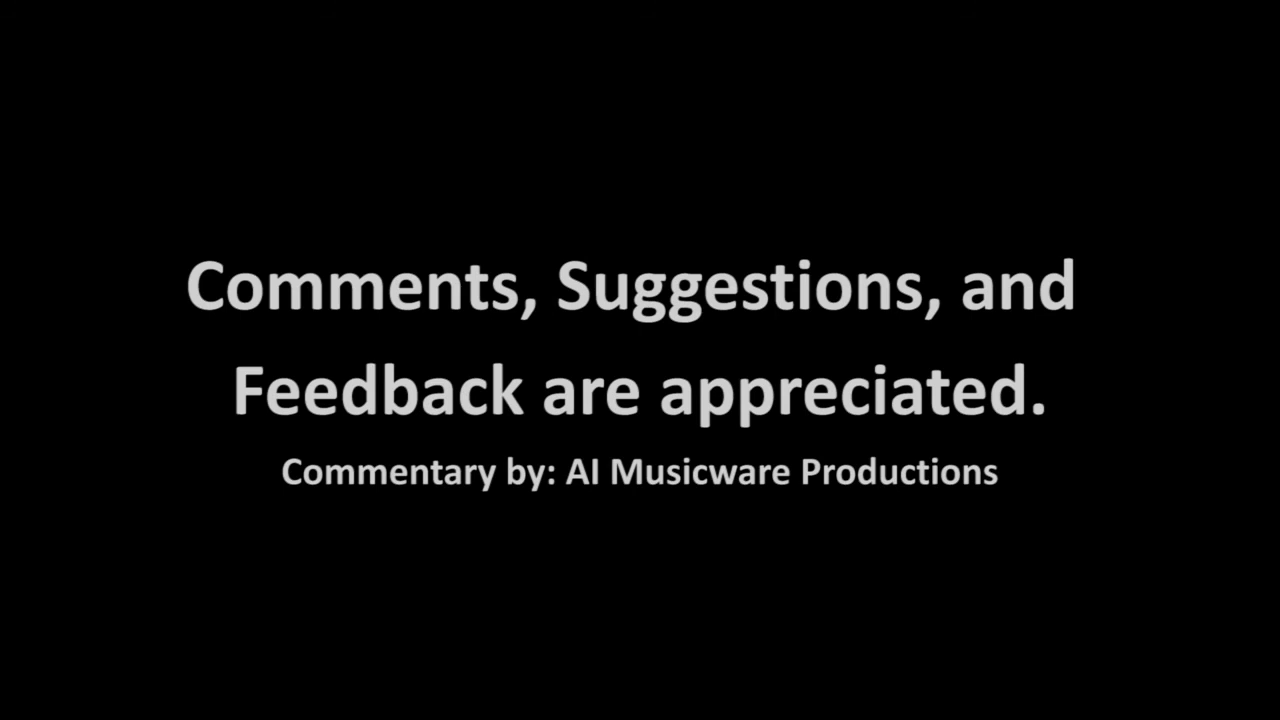 Comments, Suggestions, and
Feedback are appreciated.
Commentary by: AI Musicware Productions